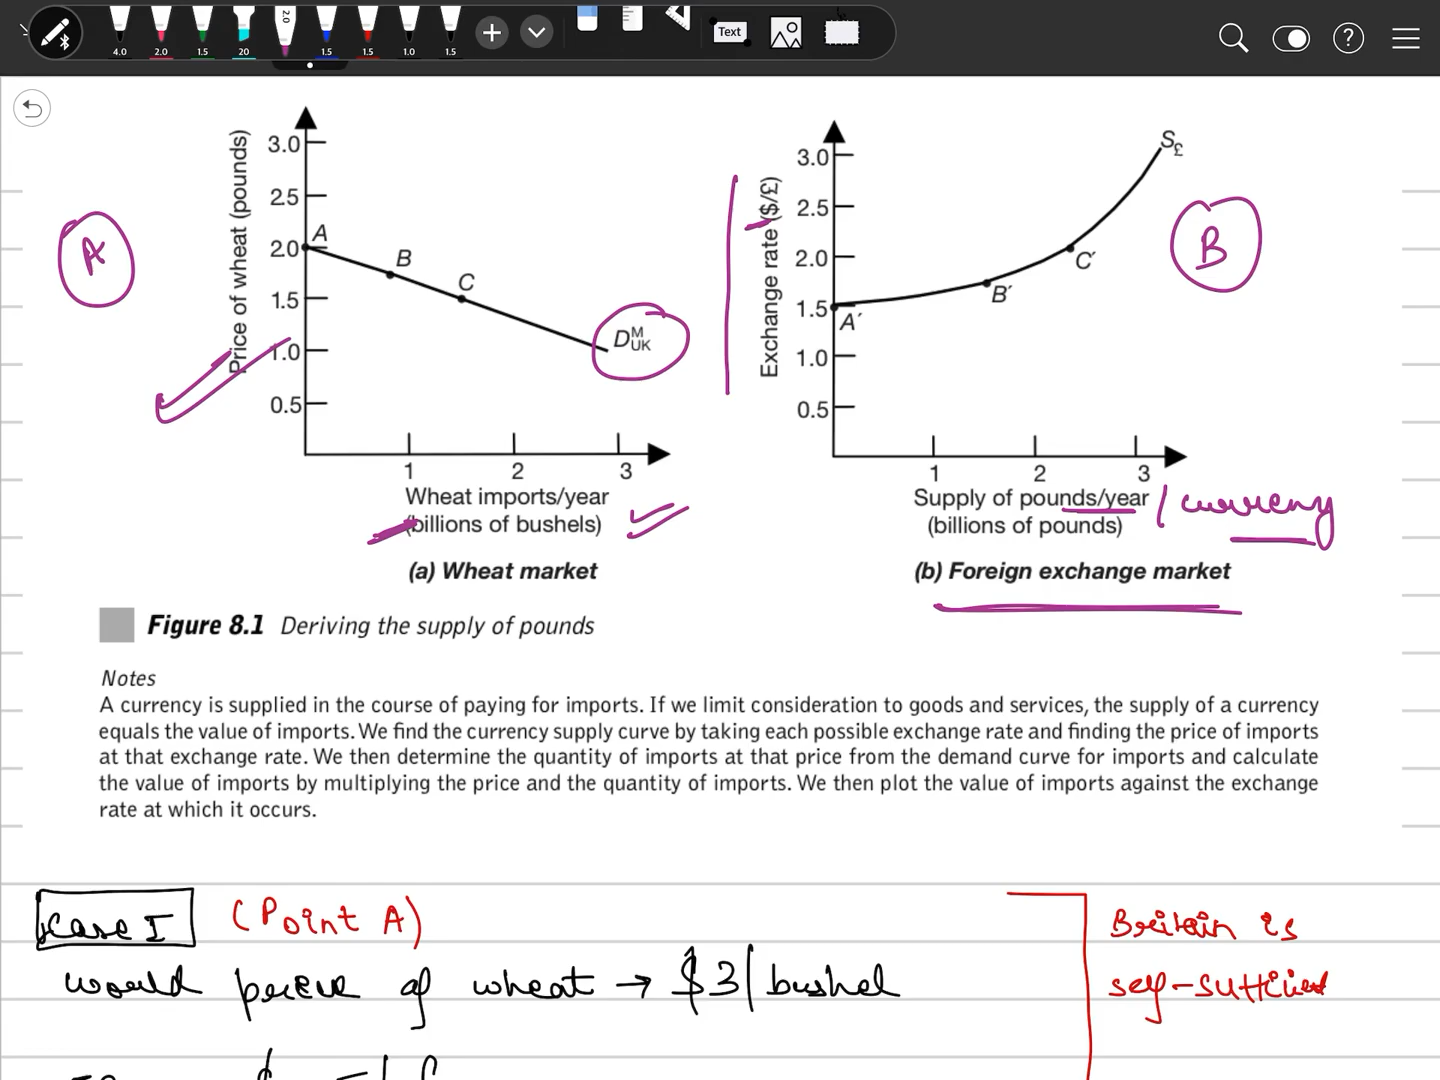 4.0 2.0 1.5 20 2.0 1.5 1.5 1.0 1.5 Text
Price of wheat (pounds)
3.0
2.5
2.0
1.5
1.0
0.5
A
B
C
D^M_UK
1 2 3
Wheat imports/year
(billions of bushels)
(a) Wheat market
A
Exchange rate ($/£)
3.0
2.5
2.0
1.5
1.0
0.5
S£
A´
B´
C´
1 2 3
Supply of pounds/year / currency
(billions of pounds)
(b) Foreign exchange market
B
Figure 8.1 Deriving the supply of pounds
Notes
A currency is supplied in the course of paying for imports. If we limit consideration to goods and services, the supply of a currency
equals the value of imports. We find the currency supply curve by taking each possible exchange rate and finding the price of imports
at that exchange rate. We then determine the quantity of imports at that price from the demand curve for imports and calculate
the value of imports by multiplying the price and the quantity of imports. We then plot the value of imports against the exchange
rate at which it occurs.
Case I (Point A)
would price of wheat → $3/bushel
Britain is
self-sufficient